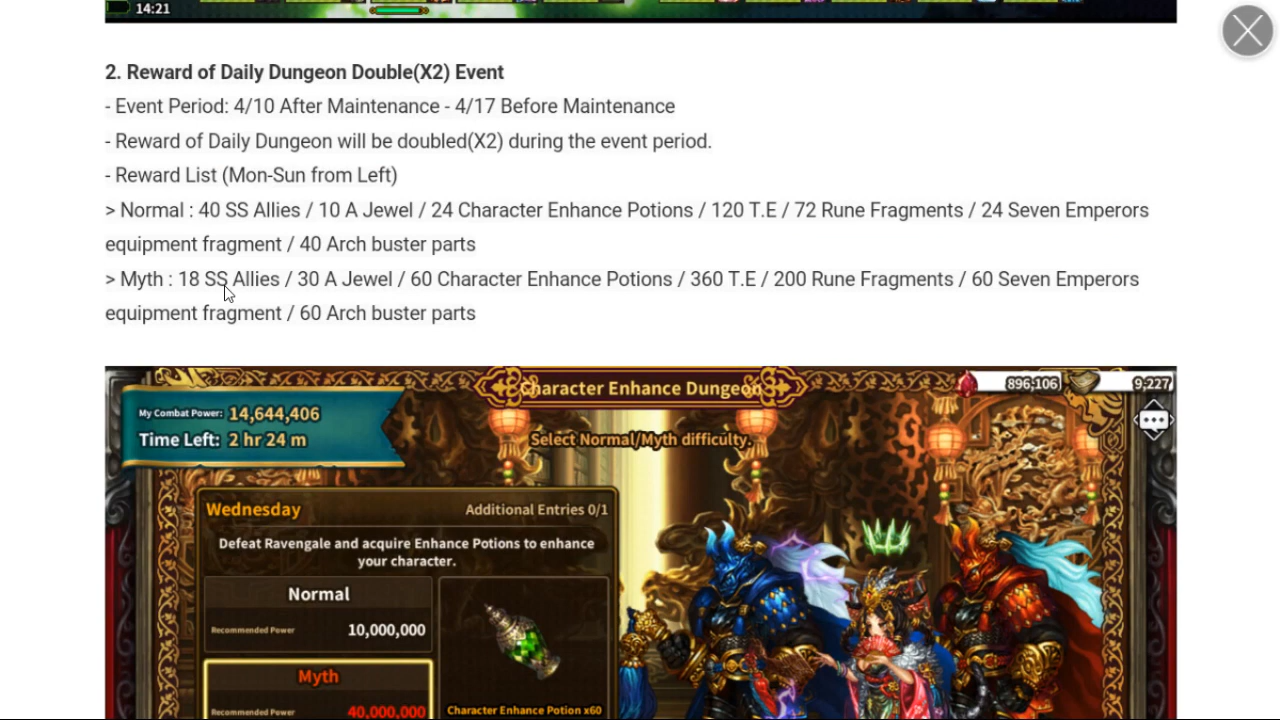 14:21
2. Reward of Daily Dungeon Double(X2) Event
- Event Period: 4/10 After Maintenance - 4/17 Before Maintenance
- Reward of Daily Dungeon will be doubled(X2) during the event period.
- Reward List (Mon-Sun from Left)
> Normal : 40 SS Allies / 10 A Jewel / 24 Character Enhance Potions / 120 T.E / 72 Rune Fragments / 24 Seven Emperors
equipment fragment / 40 Arch buster parts
> Myth : 18 SS Allies / 30 A Jewel / 60 Character Enhance Potions / 360 T.E / 200 Rune Fragments / 60 Seven Emperors
equipment fragment / 60 Arch buster parts
Character Enhance Dungeon
896,106
9,227
My Combat Power: 14,644,406
Time Left: 2 hr 24 m
Select Normal/Myth difficulty.
Wednesday
Additional Entries 0/1
Defeat Ravengale and acquire Enhance Potions to enhance
your character.
Normal
Recommended Power 10,000,000
Myth
Recommended Power 40,000,000
Character Enhance Potion x60